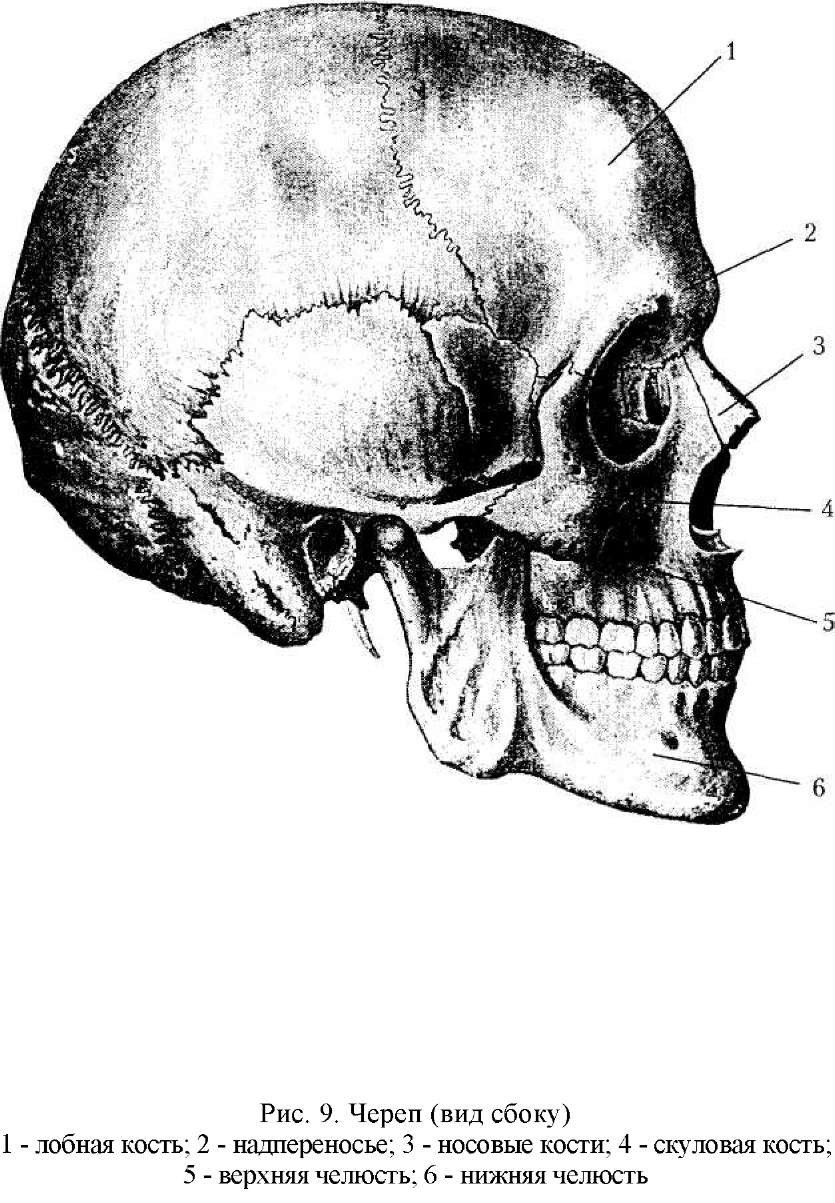 1
2
3
4
5
6
Рис. 9. Череп (вид сбоку)
1 - лобная кость; 2 - надпереносье; 3 - носовые кости; 4 - скуловая кость;
5 - верхняя челюсть; 6 - нижняя челюсть